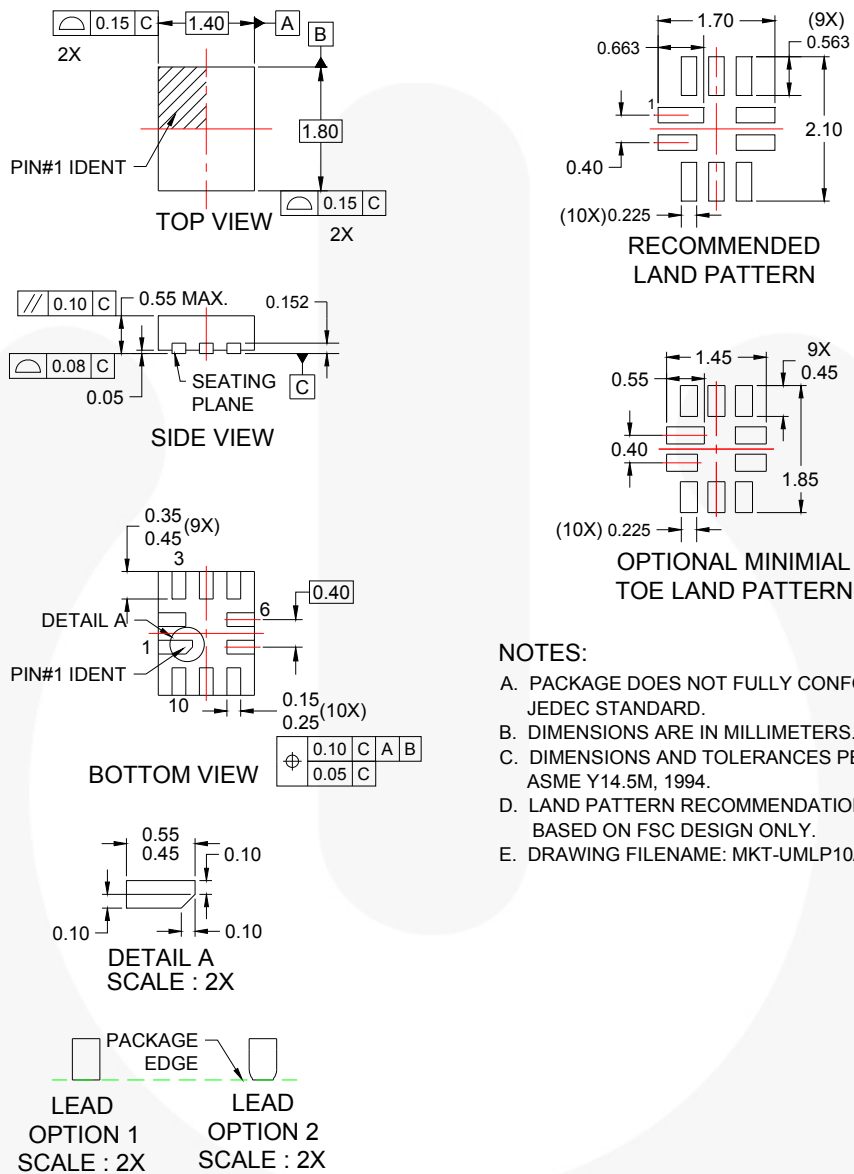 0.15 C
2X
1.40
A
B
1.80
PIN#1 IDENT
0.15 C
2X
TOP VIEW
1.70
(9X)
0.563
0.663
1
2.10
0.40
(10X) 0.225
RECOMMENDED
LAND PATTERN
// 0.10 C
0.55 MAX.
0.152
0.08 C
0.05
SEATING
PLANE
C
SIDE VIEW
1.45
9X
0.45
0.55
0.40
1.85
(10X) 0.225
OPTIONAL MINIMIAL
TOE LAND PATTERN
0.35
0.45 (9X)
3
0.40
DETAIL A
6
1
PIN#1 IDENT
10
0.15
0.25 (10X)
0.10 C A B
0.05 C
BOTTOM VIEW
NOTES:
A. PACKAGE DOES NOT FULLY
JEDEC STANDARD.
B. DIMENSIONS ARE IN MILLIMETERS.
C. DIMENSIONS AND TOLERANCES
ASME Y14.5M, 1994.
D. LAND PATTERN RECOMMENDATION
BASED ON FSC DESIGN ONLY.
E. DRAWING FILENAME: MKT-UMLP10
0.55
0.45
0.10
0.10
0.10
DETAIL A
SCALE : 2X
PACKAGE
EDGE
LEAD
OPTION 1
SCALE : 2X
LEAD
OPTION 2
SCALE : 2X